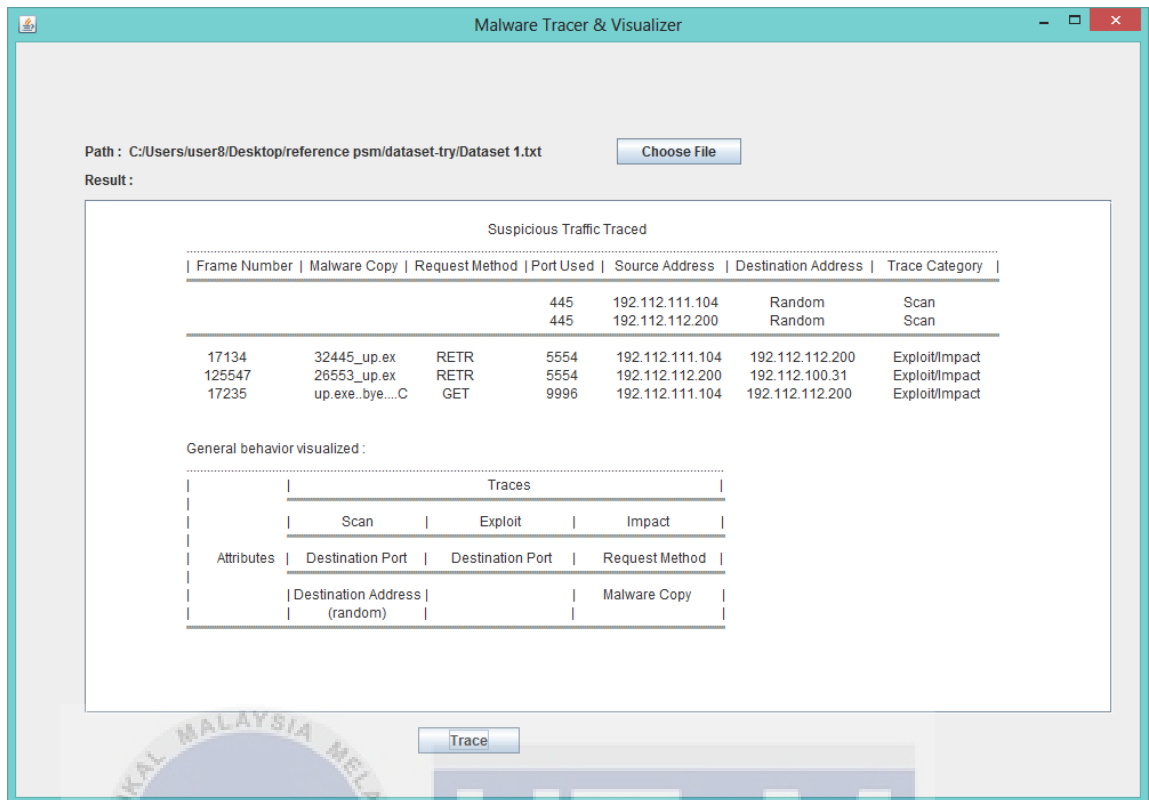 Malware Tracer & Visualizer
Path : C:/Users/user8/Desktop/reference psm/dataset-try/Dataset 1.txt
Choose File
Result :
Suspicious Traffic Traced
| Frame Number | Malware Copy | Request Method | Port Used | Source Address | Destination Address | Trace Category |
445 192.112.111.104 Random Scan
445 192.112.112.200 Random Scan
17134 32445_up.ex RETR 5554 192.112.111.104 192.112.112.200 Exploit/Impact
125547 26553_up.ex RETR 5554 192.112.112.200 192.112.100.31 Exploit/Impact
17235 up.exe..bye....C GET 9996 192.112.111.104 192.112.112.200 Exploit/Impact
General behavior visualized :
| | Traces |
| | Scan | Exploit | Impact |
| Attributes | Destination Port | Destination Port | Request Method |
| | Destination Address | | Malware Copy |
| | (random) | | |
Trace
MALAYSIA